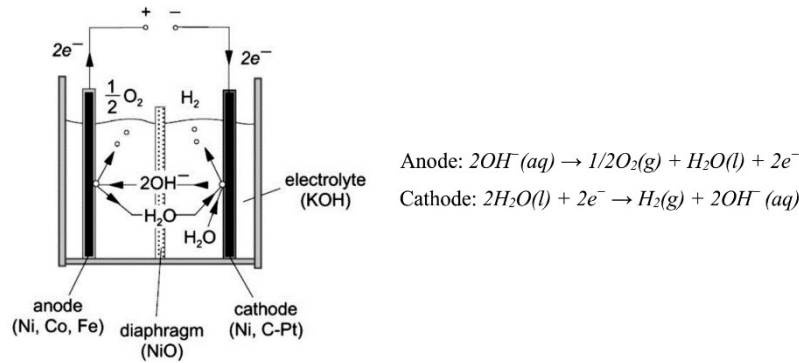 + −
2e⁻ 2e⁻
1/2 O₂ H₂
2OH⁻
H₂O
H₂O
electrolyte
(KOH)
anode
(Ni, Co, Fe)
diaphragm
(NiO)
cathode
(Ni, C-Pt)
Anode: 2OH⁻(aq) → 1/2O₂(g) + H₂O(l) + 2e⁻
Cathode: 2H₂O(l) + 2e⁻ → H₂(g) + 2OH⁻ (aq)